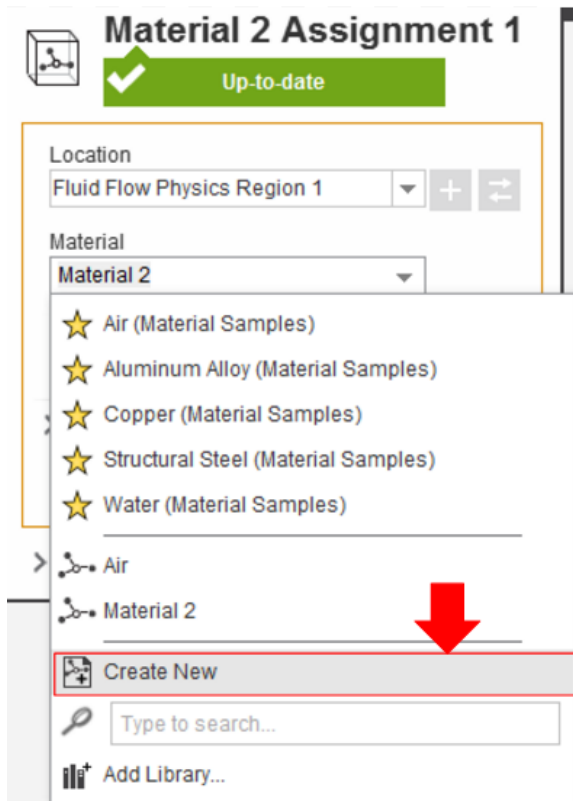 Material 2 Assignment 1
Up-to-date
Location
Fluid Flow Physics Region 1
Material
Material 2
Air (Material Samples)
Aluminum Alloy (Material Samples)
Copper (Material Samples)
Structural Steel (Material Samples)
Water (Material Samples)
Air
Material 2
Create New
Type to search...
Add Library...